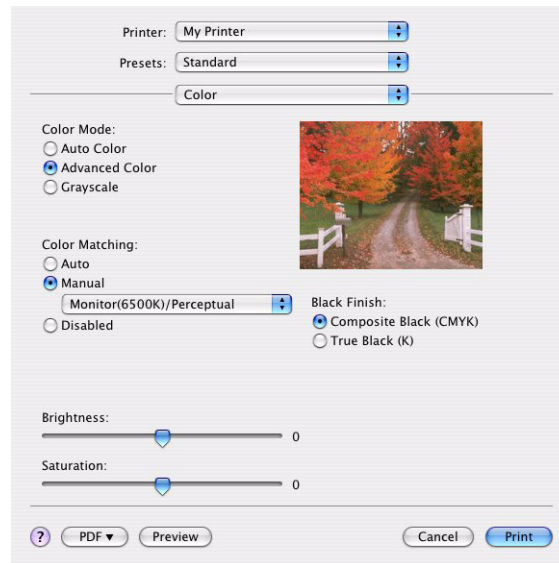 Printer: My Printer
Presets: Standard
Color
Color Mode:
Auto Color
Advanced Color
Grayscale
Color Matching:
Auto
Manual
Monitor(6500K)/Perceptual
Disabled
Black Finish:
Composite Black (CMYK)
True Black (K)
Brightness:
0
Saturation:
0
? PDF▼ Preview Cancel Print